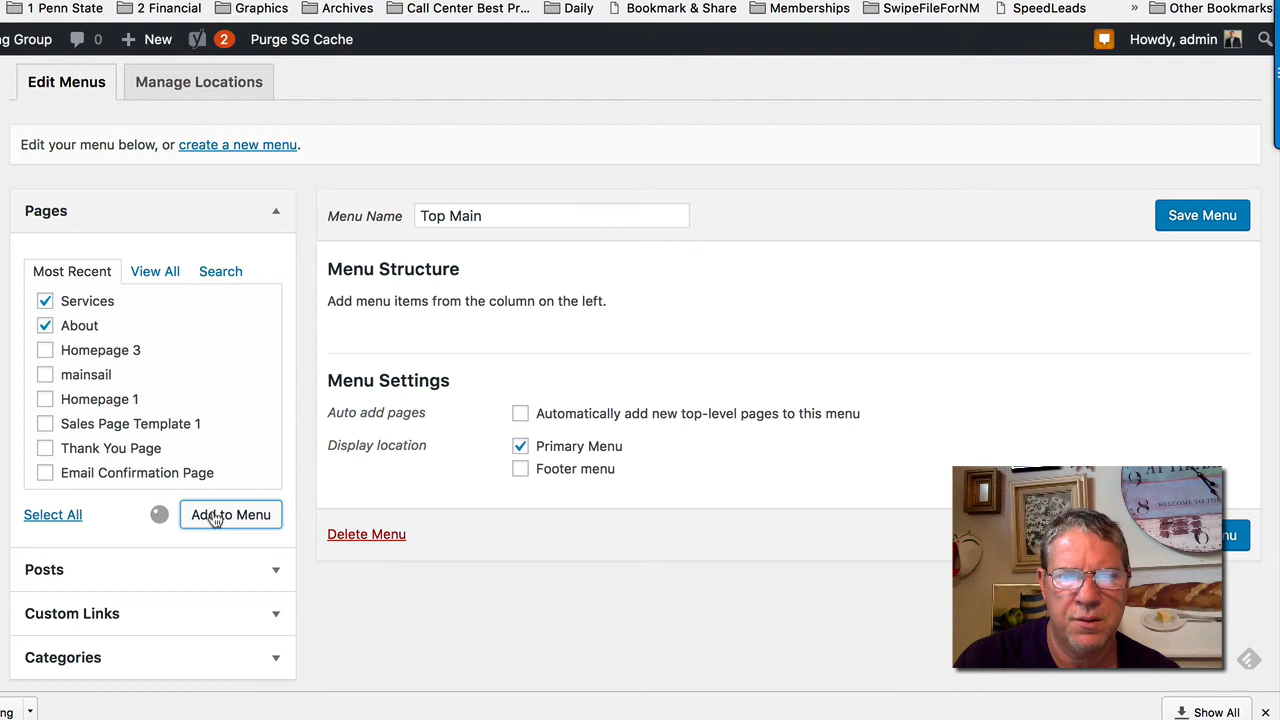 1 Penn State
2 Financial
Graphics
Archives
Call Center Best Pr...
Daily
Bookmark & Share
Memberships
SwipeFileForNM
SpeedLeads
»
Other Bookmarks
ng Group
0
New
2
Purge SG Cache
Howdy, admin
Edit Menus
Manage Locations
Edit your menu below, or create a new menu.
Pages
Menu Name
Top Main
Save Menu
Most Recent
View All
Search
Menu Structure
Services
Add menu items from the column on the left.
About
Homepage 3
mainsail
Menu Settings
Homepage 1
Auto add pages
Automatically add new top-level pages to this menu
Sales Page Template 1
Display location
Primary Menu
Thank You Page
Footer menu
Email Confirmation Page
Select All
Add to Menu
Delete Menu
nu
Posts
Custom Links
Categories
ng
Show All